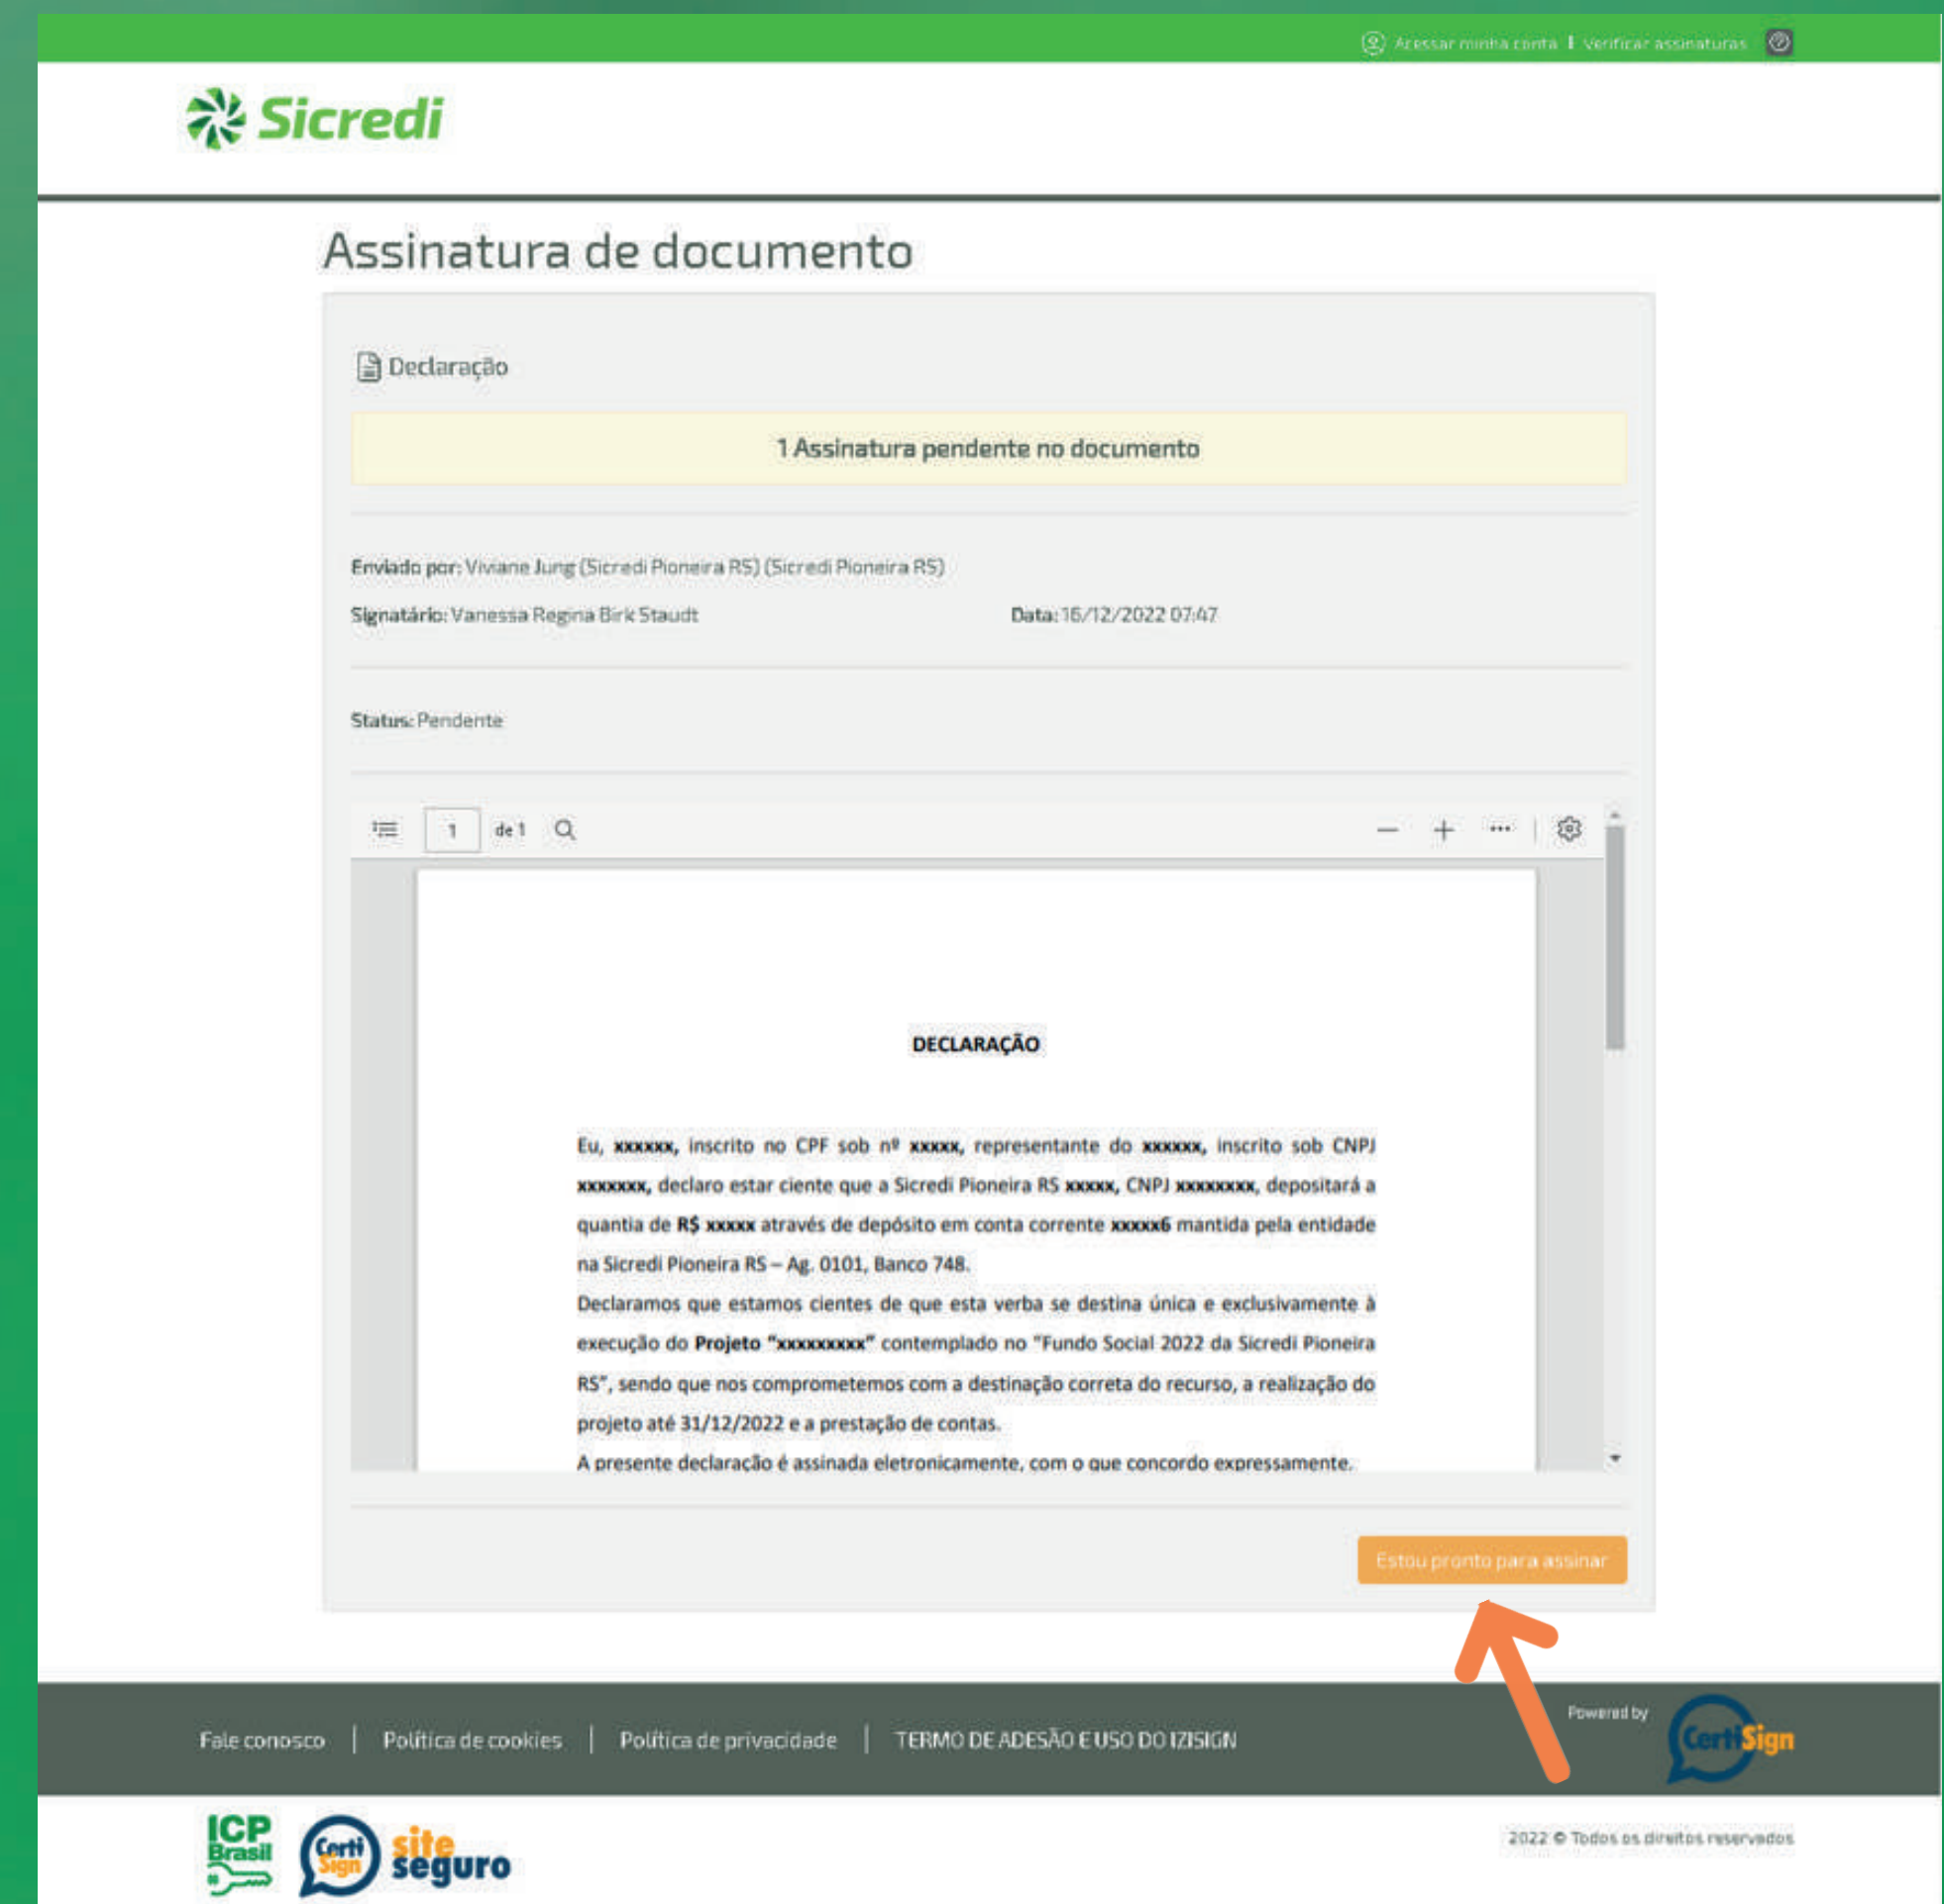 Acessar minha conta | Verificar assinaturas
Sicredi
Assinatura de documento
Declaração
1 Assinatura pendente no documento
Enviado por: Viviane Jung (Sicredi Pioneira RS) (Sicredi Pioneira RS)
Signatário: Vanessa Regina Birk Staudt
Data: 16/12/2022 07:47
Status: Pendente
1 de 1
DECLARAÇÃO
Eu, xxxxxx, inscrito no CPF sob nº xxxxx, representante do xxxxxx, inscrito sob CNPJ
xxxxxxx, declaro estar ciente que a Sicredi Pioneira RS xxxxx, CNPJ xxxxxxxx, depositará a
quantia de R$ xxxxx através de depósito em conta corrente xxxxx6 mantida pela entidade
na Sicredi Pioneira RS – Ag. 0101, Banco 748.
Declaramos que estamos cientes de que esta verba se destina única e exclusivamente à
execução do Projeto "xxxxxxxxx" contemplado no "Fundo Social 2022 da Sicredi Pioneira
RS", sendo que nos comprometemos com a destinação correta do recurso, a realização do
projeto até 31/12/2022 e a prestação de contas.
A presente declaração é assinada eletronicamente, com o que concordo expressamente.
Estou pronto para assinar
Fale conosco | Política de cookies | Política de privacidade | TERMO DE ADESÃO E USO DO IZISIGN
Powered by
CertiSign
ICP
Brasil
Certi
Sign
site
seguro
2022 © Todos os direitos reservados